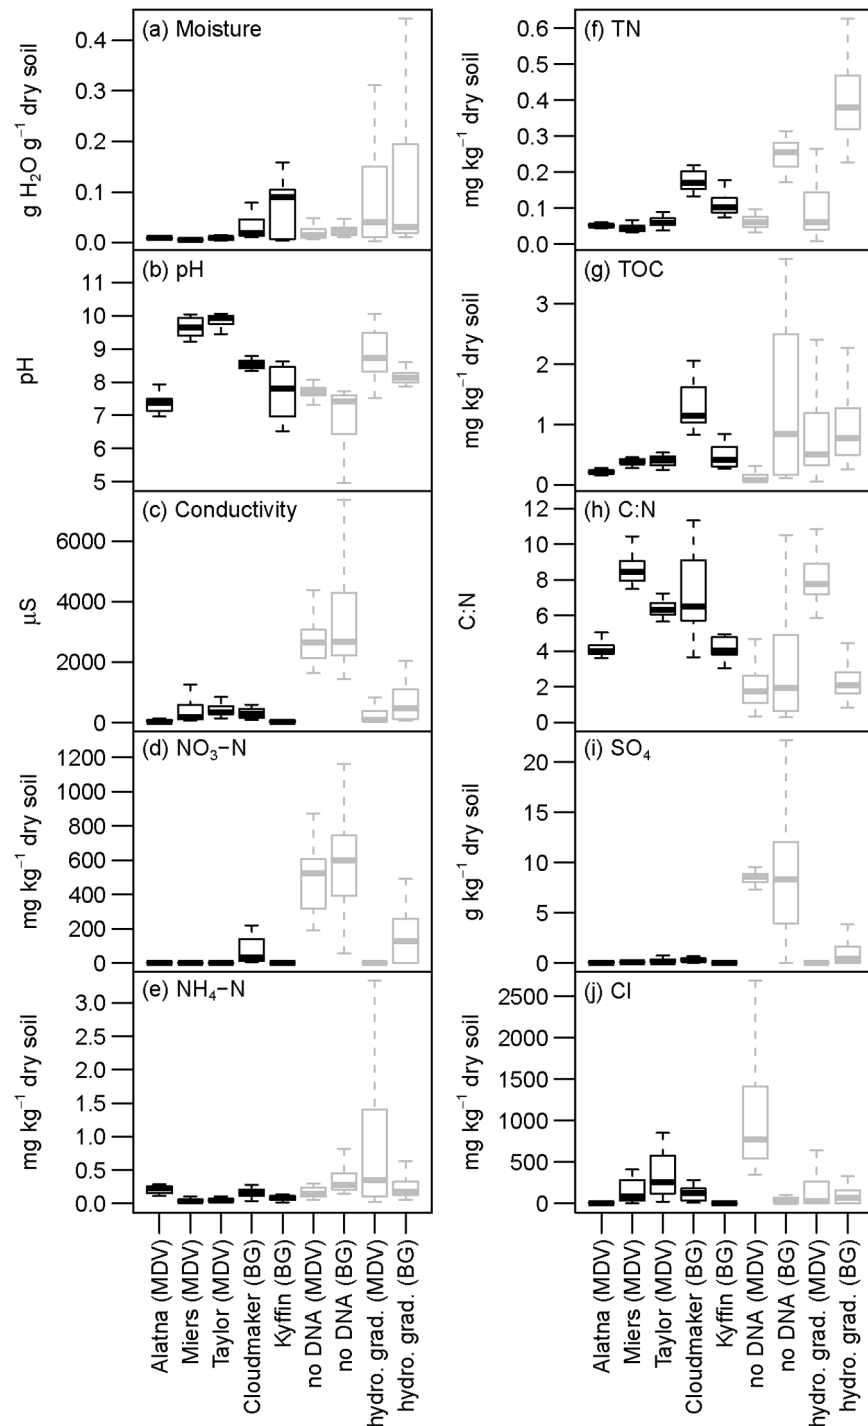 (a) Moisture
g H₂O g⁻¹ dry soil
0.4
0.3
0.2
0.1
0.0
(b) pH
pH
11
10
9
8
7
6
5
(c) Conductivity
µS
6000
4000
2000
0
(d) NO₃−N
mg kg⁻¹ dry soil
1200
1000
800
600
400
200
0
(e) NH₄−N
mg kg⁻¹ dry soil
3.0
2.5
2.0
1.5
1.0
0.5
0.0
Alatna (MDV)
Miers (MDV)
Taylor (MDV)
Cloudmaker (BG)
Kyffin (BG)
no DNA (MDV)
no DNA (BG)
hydro. grad. (MDV)
hydro. grad. (BG)
(f) TN
mg kg⁻¹ dry soil
0.6
0.5
0.4
0.3
0.2
0.1
0.0
(g) TOC
mg kg⁻¹ dry soil
3
2
1
0
(h) C:N
C:N
12
10
8
6
4
2
0
(i) SO₄
g kg⁻¹ dry soil
20
15
10
5
0
(j) Cl
mg kg⁻¹ dry soil
2500
2000
1500
1000
500
0
Alatna (MDV)
Miers (MDV)
Taylor (MDV)
Cloudmaker (BG)
Kyffin (BG)
no DNA (MDV)
no DNA (BG)
hydro. grad. (MDV)
hydro. grad. (BG)